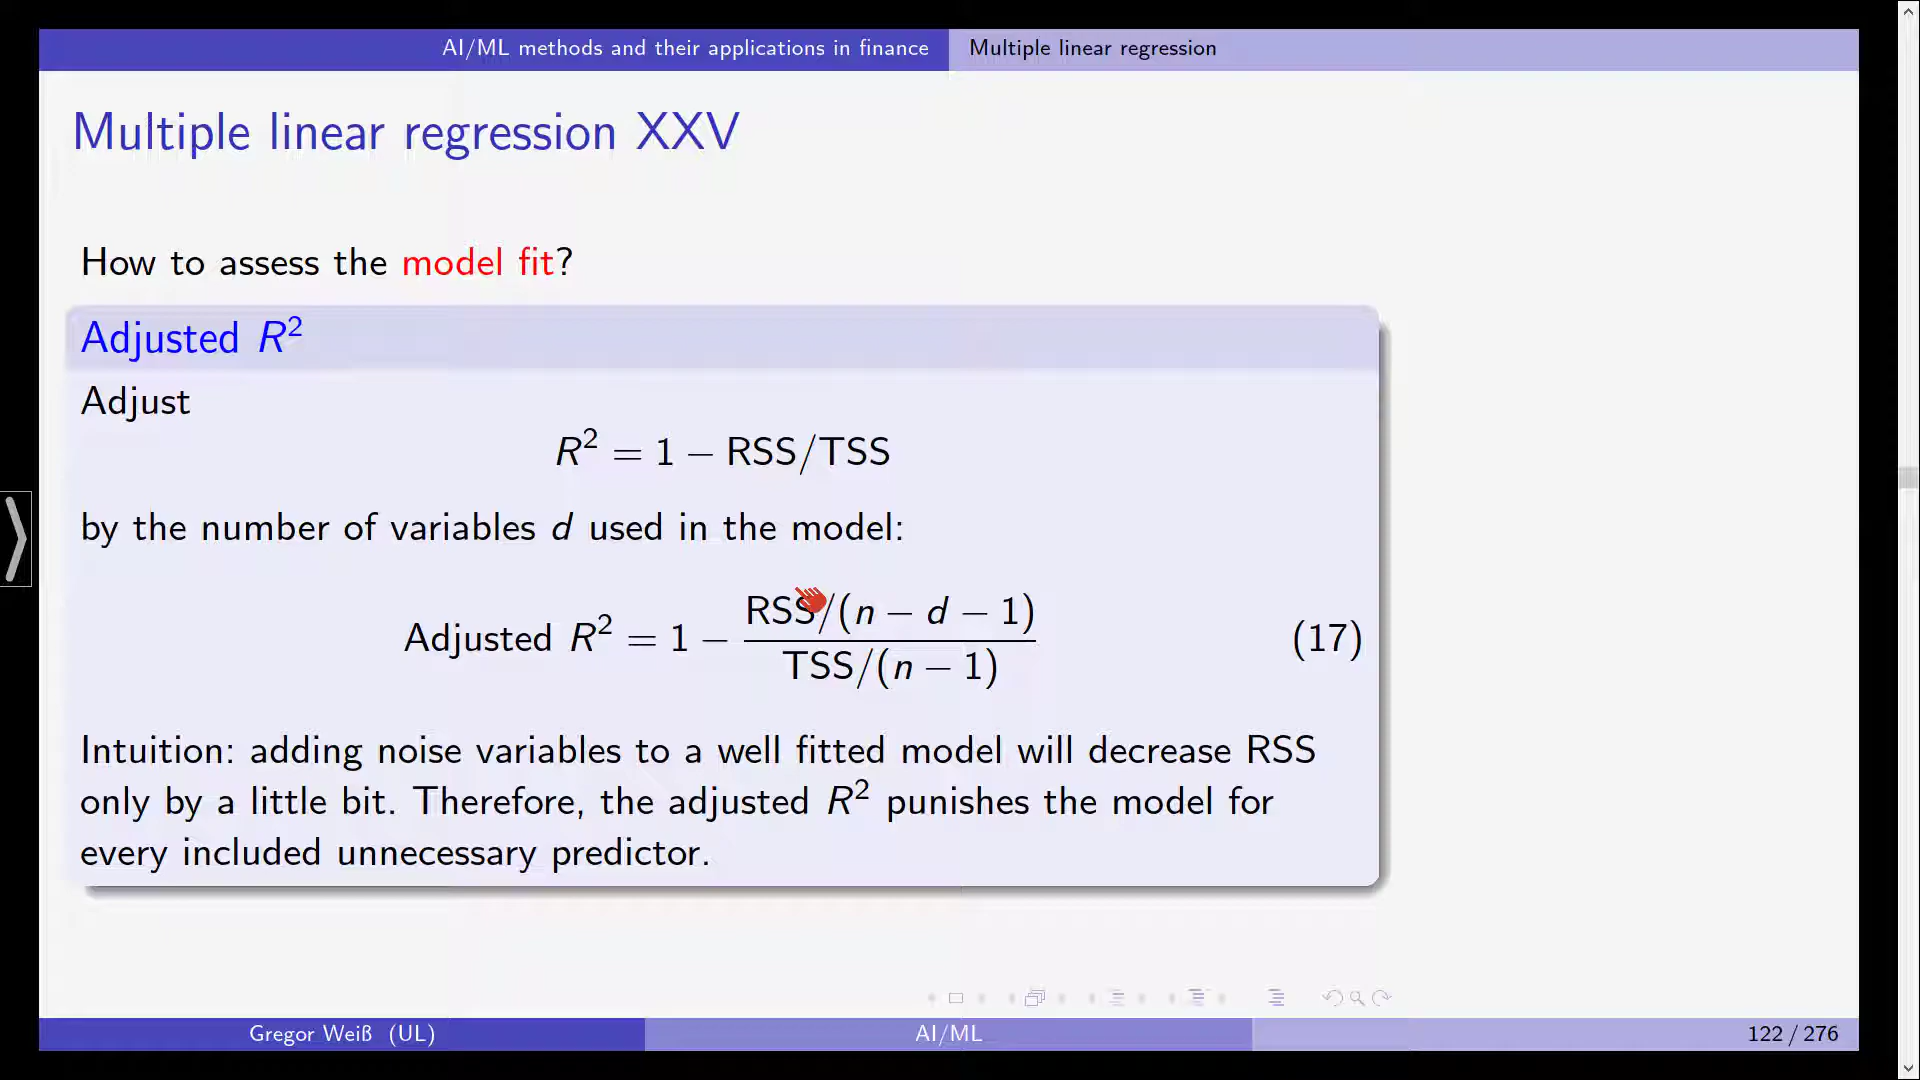 AI/ML methods and their applications in finance Multiple linear regression
Multiple linear regression XXV
How to assess the model fit?
Adjusted R²
Adjust
R² = 1 − RSS/TSS
by the number of variables d used in the model:
Adjusted R² = 1 − RSS/(n − d − 1) / TSS/(n − 1) (17)
Intuition: adding noise variables to a well fitted model will decrease RSS
only by a little bit. Therefore, the adjusted R² punishes the model for
every included unnecessary predictor.
Gregor Weiß (UL) AI/ML 122 / 276